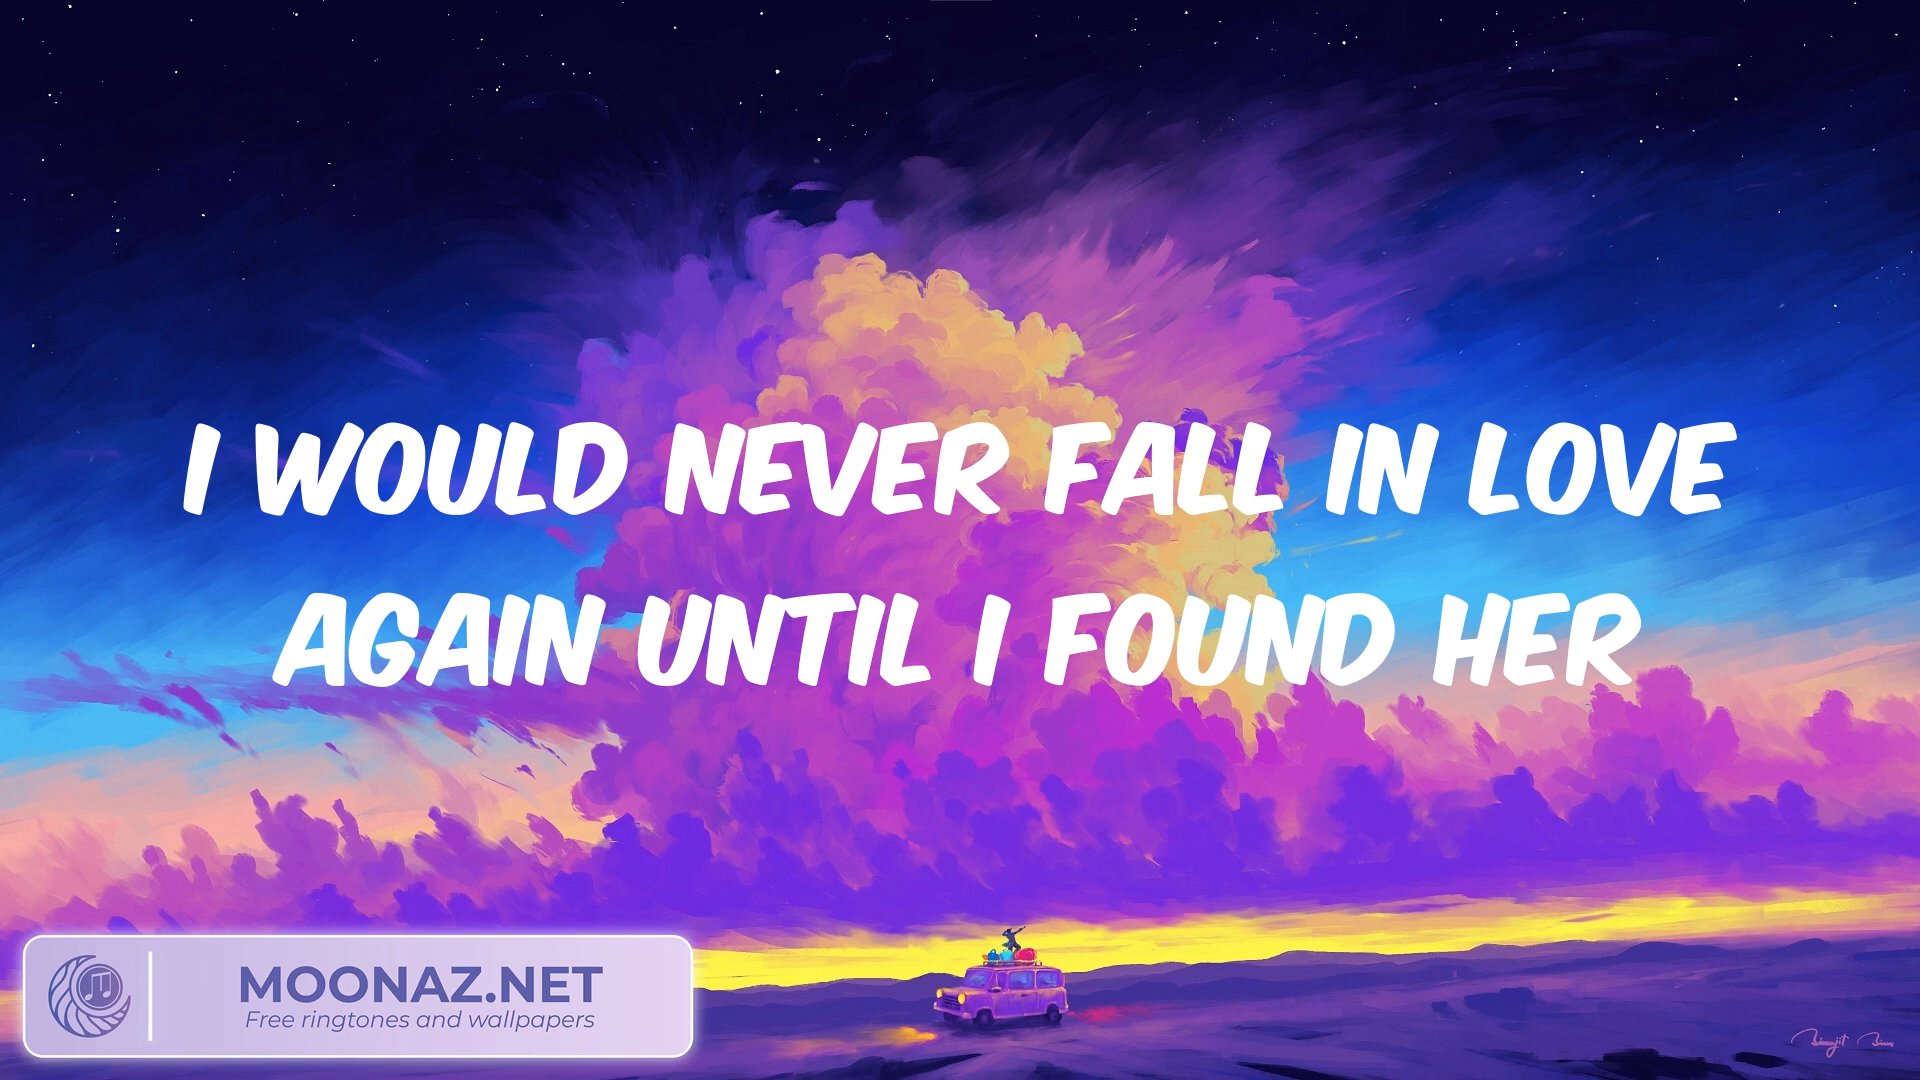 I WOULD NEVER FALL IN LOVE
AGAIN UNTIL I FOUND HER
MOONAZ.NET
Free ringtones and wallpapers